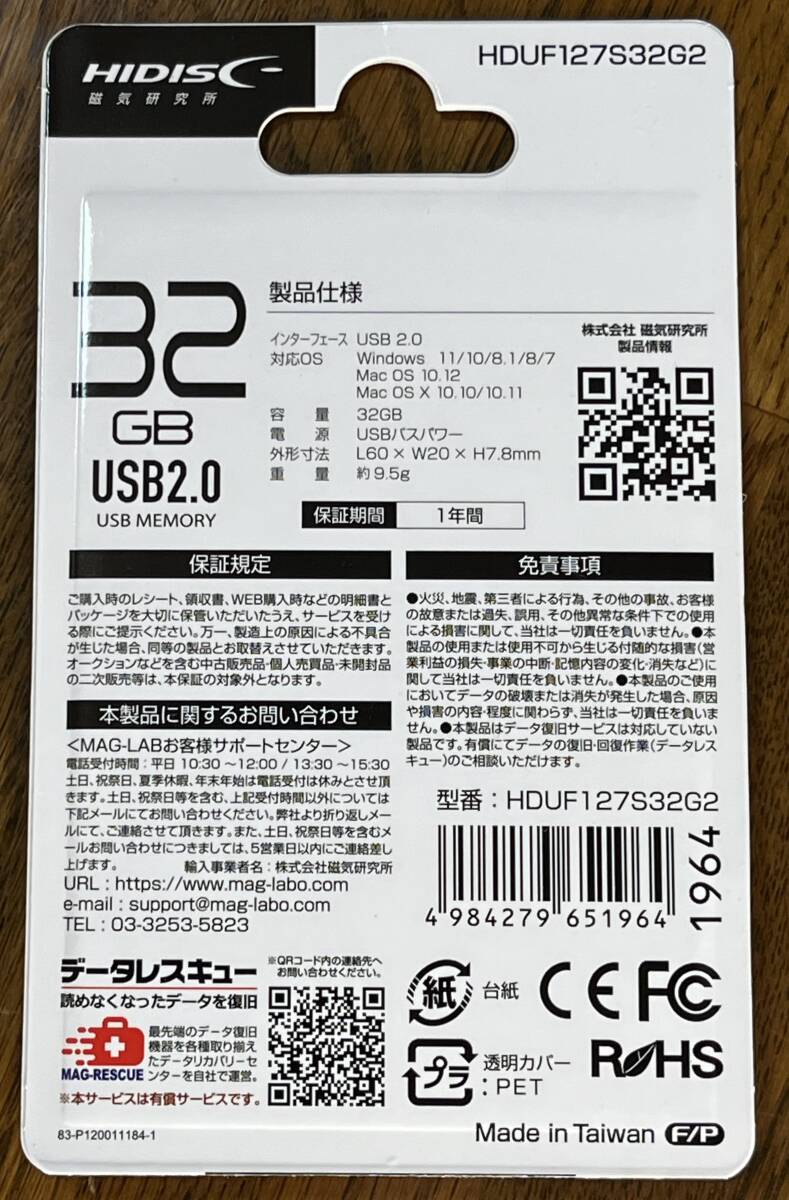 HIDISC
磁気研究所
HDUF127S32G2
32
GB
USB2.0
USB MEMORY
製品仕様
インターフェース USB 2.0
対応OS Windows 11/10/8.1/8/7
Mac OS 10.12
Mac OS X 10.10/10.11
容量 32GB
電源 USBバスパワー
外形寸法 L60 × W20 × H7.8mm
重量 約9.5g
保証期間 1年間
株式会社 磁気研究所
製品情報
保証規定
ご購入時のレシート、領収書、WEB購入時などの明細書と
パッケージを大切に保管いただいたうえ、サービスを受け
る際にご提示ください。万一、製造上の原因による不具合
が生じた場合、同等の製品とお取替えさせていただきます。
オークションなどを含む中古販売品・個人売買品・未開封品
の二次販売等は、本保証の対象外となります。
本製品に関するお問い合わせ
<MAG-LABお客様サポートセンター>
電話受付時間:平日 10:30~12:00 / 13:30~15:30
土日、祝祭日、夏季休暇、年末年始は電話受付は休みとさせ頂
きます。土日、祝祭日等を含む、上記受付時間以外については
下記メールにてお問い合わせください。弊社より折り返しメー
ルにて、ご連絡させて頂きます。また、土日、祝祭日等を含むメ
ールお問い合わせにつきましては、5営業日以内にご連絡差し
上げます。 輸入事業者名:株式会社磁気研究所
URL : https://www.mag-labo.com
e-mail : support@mag-labo.com
TEL : 03-3253-5823
免責事項
●火災、地震、第三者による行為、その他の事故、お客様
の故意または過失、誤用、その他異常な条件下での使用
による損害に関して、当社は一切責任を負いません。●本
製品の使用または使用不可から生じる付随的な損害(営
業利益の損失・事業の中断・記憶内容の変化・消失など)に
関して当社は一切責任を負いません。●本製品のご使用
においてデータの破壊または消失が発生した場合、原因
や損害の内容・程度に関わらず、当社は一切責任を負いま
せん。●本製品はデータ復旧サービスは対応していない
製品です。有償にてデータの復旧・回復作業(データレス
キュー)のご相談いただけます。
型番:HDUF127S32G2
4 984279 651964
1964
データレスキュー
読めなくなったデータを復旧
※QRコード内の連絡先へ
お問い合わせください。
MAG-RESCUE
最先端のデータ復旧
機器を各種取り揃え
たデータリカバリーセ
ンターを自社で運営。
※本サービスは有償サービスです。
83-P120011184-1
紙 台紙
CE FC
プラ 透明カバー
:PET
RoHS
Made in Taiwan F/P